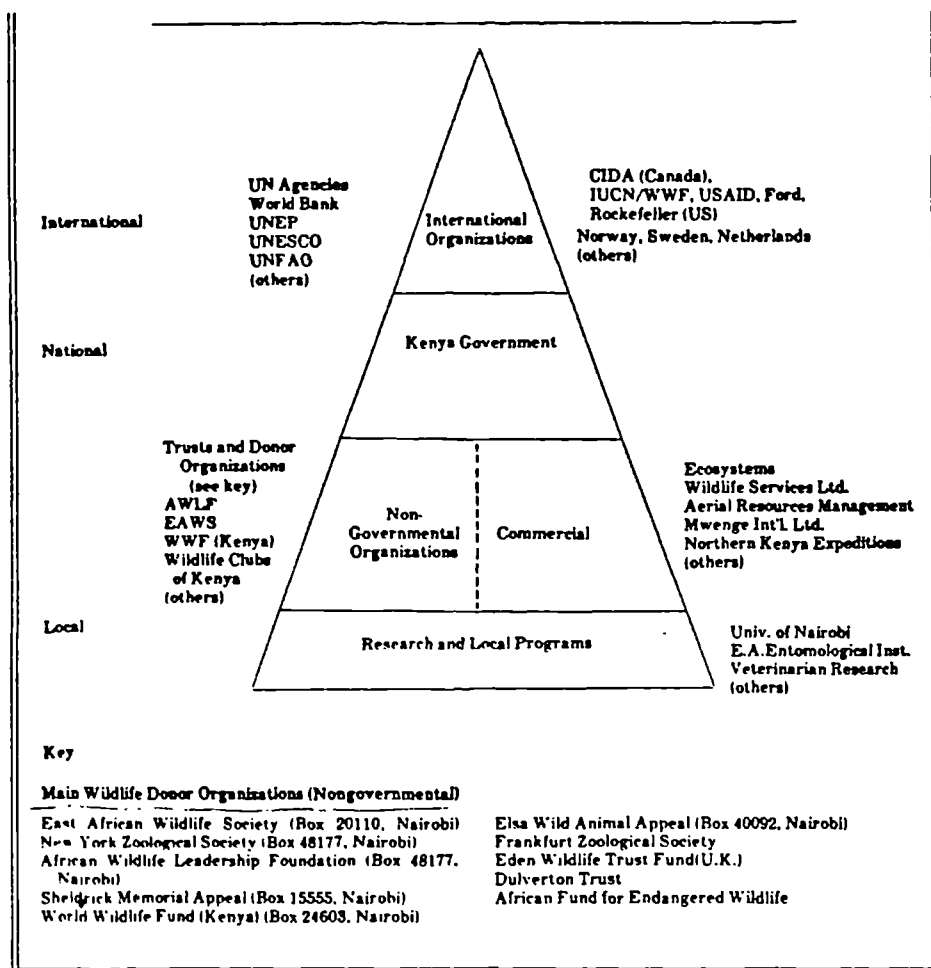 International
UN Agencies
World Bank
UNEP
UNESCO
UNFAO
(others)
International
Organizations
CIDA (Canada),
IUCN/WWF, USAID, Ford,
Rockefeller (US)
Norway, Sweden, Netherlands
(others)
National
Kenya Government
Trusts and Donor
Organizations
(see key)
AWLF
EAWS
WWF (Kenya)
Wildlife Clubs
of Kenya
(others)
Non-
Governmental
Organizations
Commercial
Ecosystems
Wildlife Services Ltd.
Aerial Resources Management
Mwenge Int'l. Ltd.
Northern Kenya Expeditions
(others)
Local
Research and Local Programs
Univ. of Nairobi
E.A.Entomological Inst.
Veterinarian Research
(others)
Key
Main Wildlife Donor Organizations (Nongovernmental)
East African Wildlife Society (Box 20110, Nairobi)
New York Zoological Society (Box 48177, Nairobi)
African Wildlife Leadership Foundation (Box 48177,
Nairobi)
Sheldrick Memorial Appeal (Box 15555, Nairobi)
World Wildlife Fund (Kenya) (Box 24603, Nairobi)
Elsa Wild Animal Appeal (Box 40092, Nairobi)
Frankfurt Zoological Society
Eden Wildlife Trust Fund(U.K.)
Dulverton Trust
African Fund for Endangered Wildlife